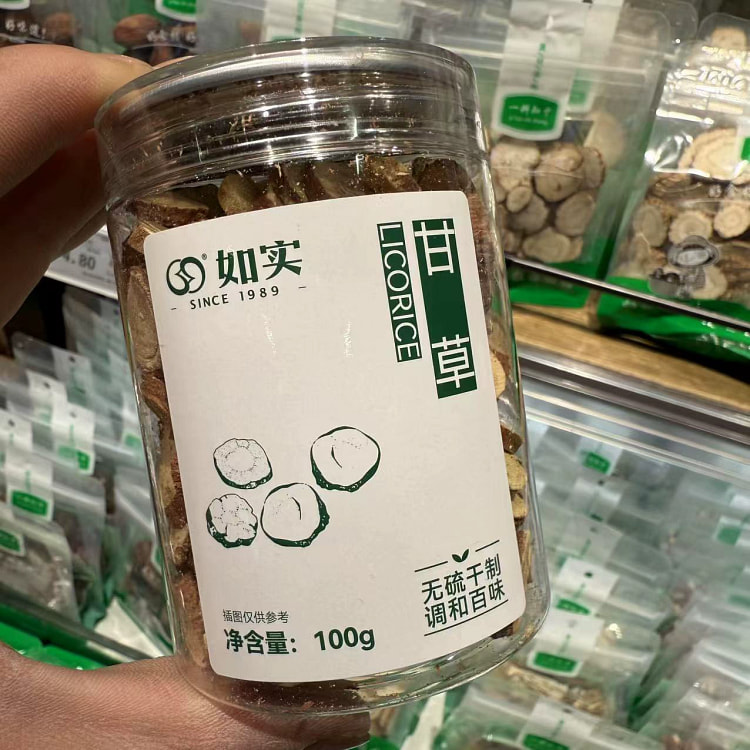 如实®
- SINCE 1989 -
甘草
LICORICE
无硫干制
调和百味
插图仅供参考
净含量： 100g